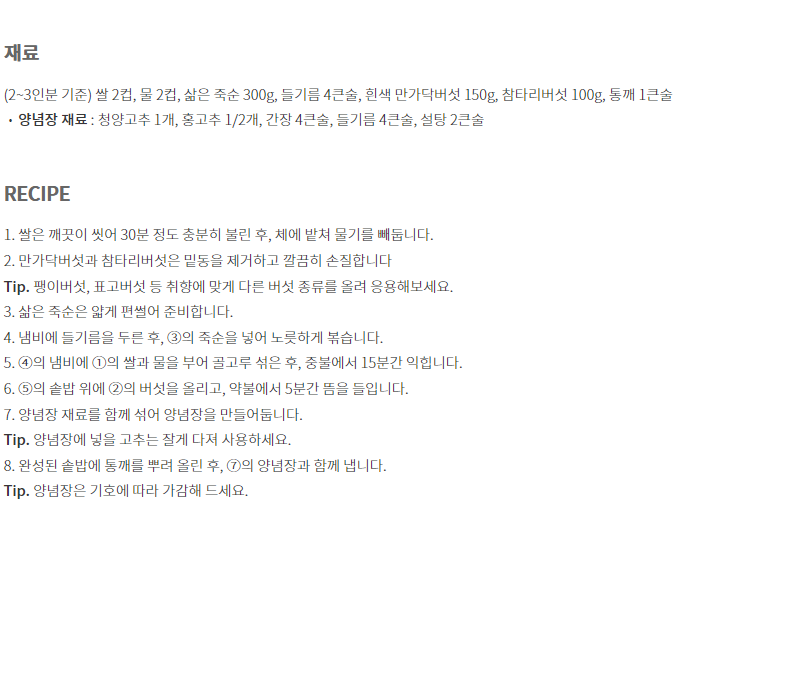 재료
(2~3인분 기준) 쌀 2컵, 물 2컵, 삶은 죽순 300g, 들기름 4큰술, 흰색 만가닥버섯 150g, 참타리버섯 100g, 통깨 1큰술
・양념장 재료 : 청양고추 1개, 홍고추 1/2개, 간장 4큰술, 들기름 4큰술, 설탕 2큰술
RECIPE
1. 쌀은 깨끗이 씻어 30분 정도 충분히 불린 후, 체에 밭쳐 물기를 빼둡니다.
2. 만가닥버섯과 참타리버섯은 밑동을 제거하고 깔끔히 손질합니다
Tip. 팽이버섯, 표고버섯 등 취향에 맞게 다른 버섯 종류를 올려 응용해보세요.
3. 삶은 죽순은 얇게 편썰어 준비합니다.
4. 냄비에 들기름을 두른 후, ③의 죽순을 넣어 노릇하게 볶습니다.
5. ④의 냄비에 ①의 쌀과 물을 부어 골고루 섞은 후, 중불에서 15분간 익힙니다.
6. ⑤의 솥밥 위에 ②의 버섯을 올리고, 약불에서 5분간 뜸을 들입니다.
7. 양념장 재료를 함께 섞어 양념장을 만들어둡니다.
Tip. 양념장에 넣을 고추는 잘게 다져 사용하세요.
8. 완성된 솥밥에 통깨를 뿌려 올린 후, ⑦의 양념장과 함께 냅니다.
Tip. 양념장은 기호에 따라 가감해 드세요.